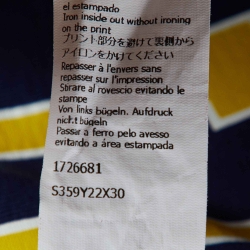 el estampado
Iron inside out without ironing
on the print
プリント部分を避けて裏側から
アイロンをかけてください
Repasser à l'envers sans
repasser sur l'impression
Stirare al rovescio evitando le
stampe
Von links bügeln. Aufdruck
nicht bügeln
Passar a ferro pelo avesso
evitando a área estampada
1726681
S359Y22X30